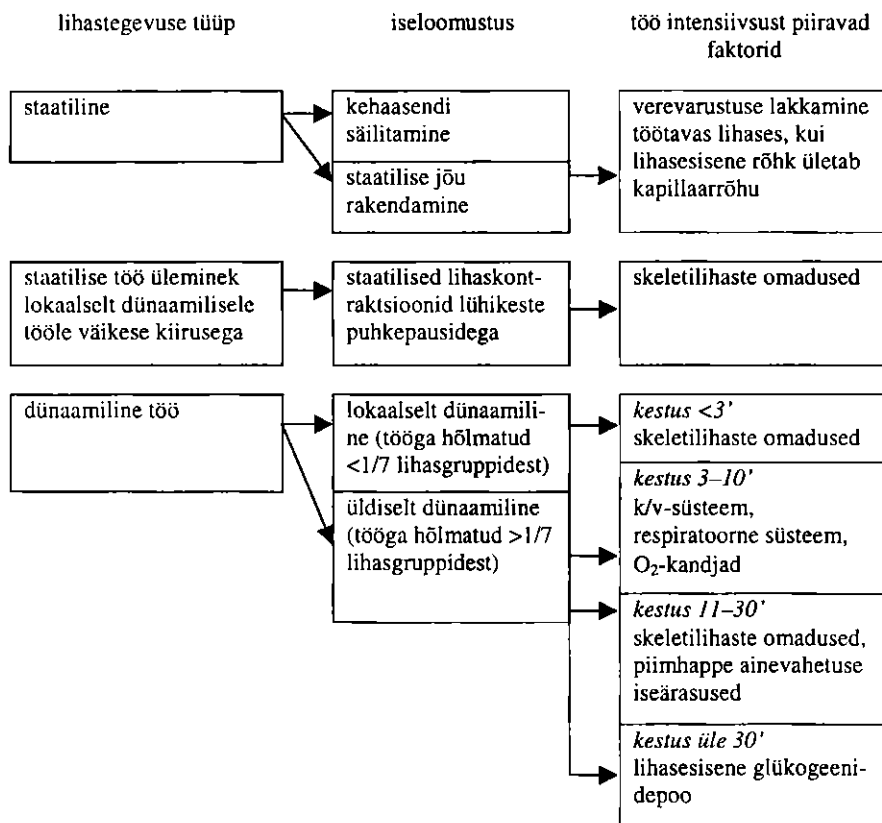 lihastegevuse tüüp
iseloomustus
töö intensiivsust piiravad
faktorid
staatiline
kehaasendi
säilitamine
staatilise jõu
rakendamine
verevarustuse lakkamine
töötavas lihases, kui
lihasesisene rõhk ületab
kapillaarrõhu
staatilise töö üleminek
lokaalselt dünaamilisele
tööle väikese kiirusega
staatilised lihaskont-
raktsioonid lühikeste
puhkepausidega
skeletilihaste omadused
dünaamiline töö
lokaalselt dünaamili-
ne (tööga hõlmatud
<1/7 lihasgruppidest)
üldiselt dünaamiline
(tööga hõlmatud >1/7
lihasgruppidest)
kestus <3'
skeletilihaste omadused
kestus 3–10'
k/v-süsteem,
respiratoorne süsteem,
O₂-kandjad
kestus 11–30'
skeletilihaste omadused,
piimhappe ainevahetuse
iseärasused
kestus üle 30'
lihasesisene glükogeeni-
depoo